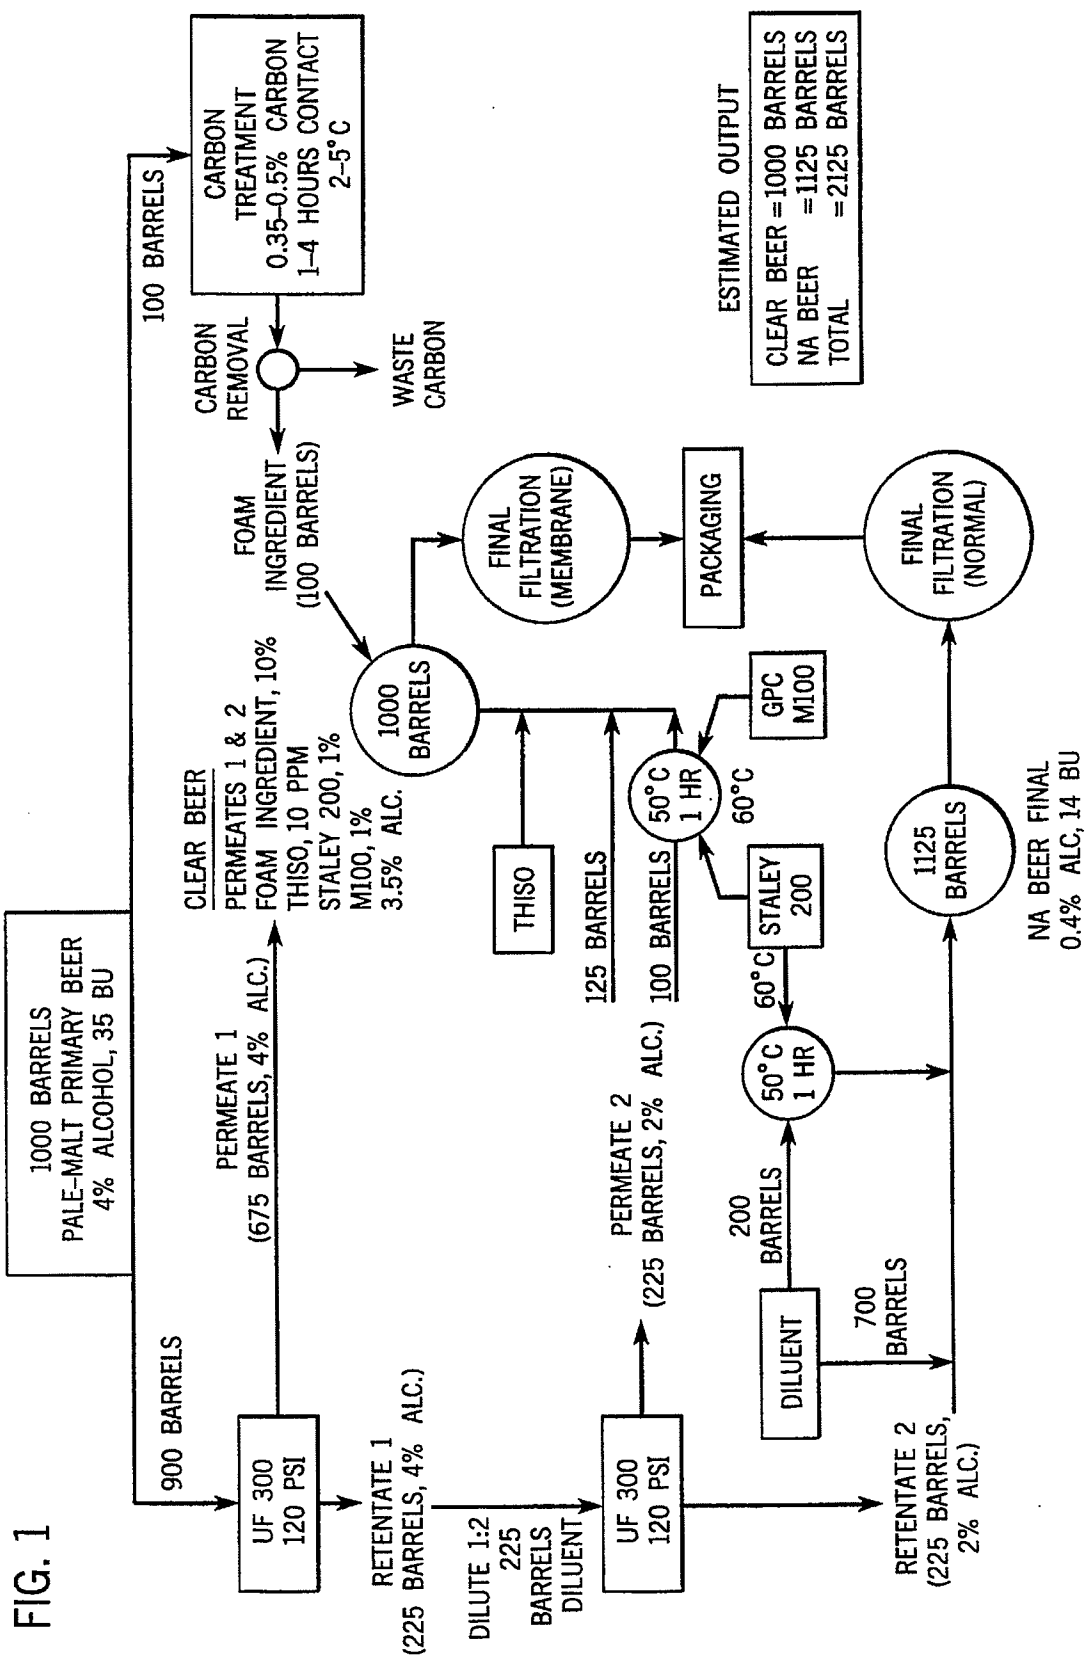 FIG. 1
1000 BARRELS
PALE-MALT PRIMARY BEER
4% ALCOHOL, 35 BU
900 BARRELS
100 BARRELS
UF 300
120 PSI
PERMEATE 1
(675 BARRELS, 4% ALC.)
CLEAR BEER
PERMEATES 1 & 2
FOAM INGREDIENT, 10%
THISO, 10 PPM
STALEY 200, 1%
M100, 1%
3.5% ALC.
CARBON
TREATMENT
0.35-0.5% CARBON
1-4 HOURS CONTACT
2-5°C
CARBON
REMOVAL
WASTE
CARBON
FOAM
INGREDIENT
(100 BARRELS)
1000
BARRELS
FINAL
FILTRATION
(MEMBRANE)
PACKAGING
RETENTATE 1
(225 BARRELS, 4% ALC.)
DILUTE 1:2
225
BARRELS
DILUENT
UF 300
120 PSI
PERMEATE 2
(225 BARRELS, 2% ALC.)
THISO
125 BARRELS
100 BARRELS
50°C
1 HR
60°C
GPC
M100
STALEY
200
60°C
50°C
1 HR
200
BARRELS
DILUENT
700
BARRELS
RETENTATE 2
(225 BARRELS,
2% ALC.)
1125
BARRELS
NA BEER FINAL
0.4% ALC, 14 BU
FINAL
FILTRATION
(NORMAL)
ESTIMATED OUTPUT
CLEAR BEER = 1000 BARRELS
NA BEER = 1125 BARRELS
TOTAL = 2125 BARRELS